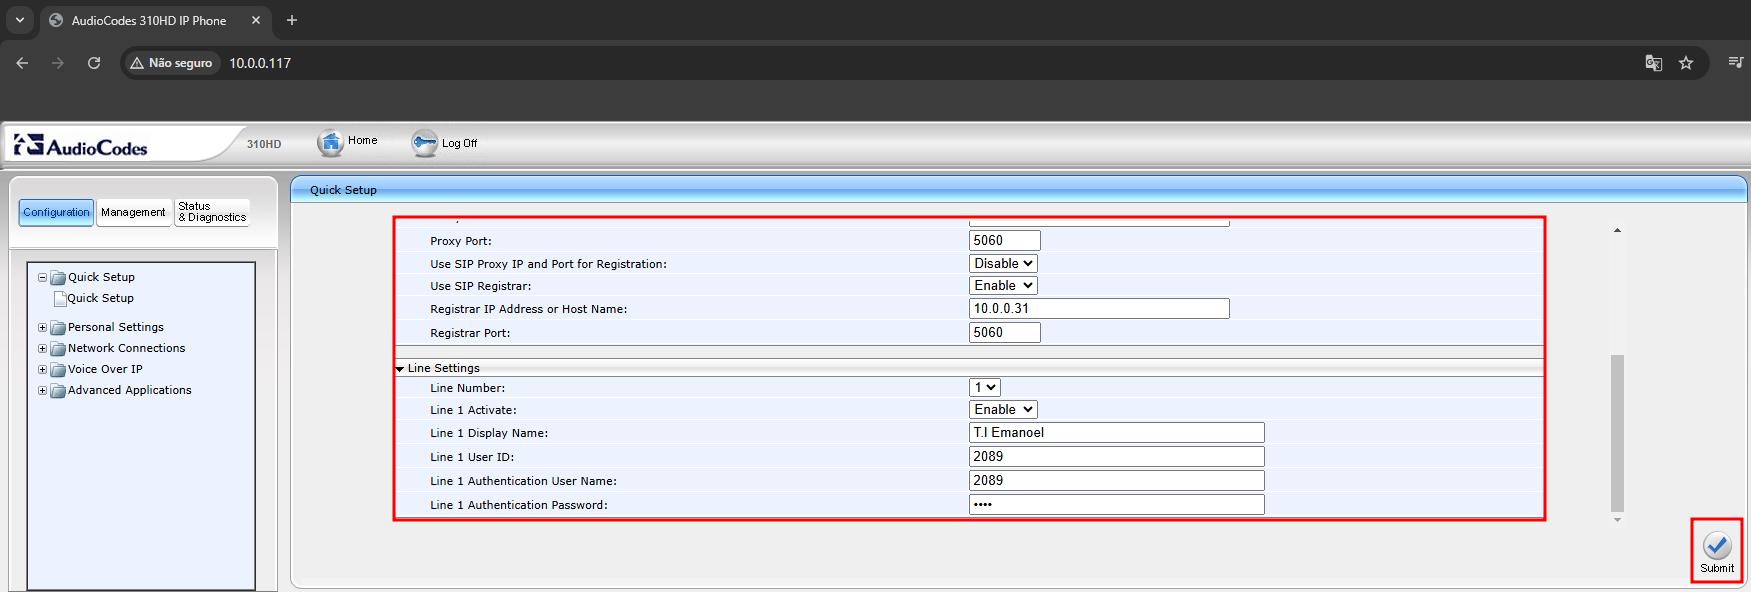 AudioCodes 310HD IP Phone
Não seguro
10.0.0.117
AudioCodes
310HD
Home
Log Off
Configuration
Management
Status
& Diagnostics
Quick Setup
Quick Setup
Personal Settings
Network Connections
Voice Over IP
Advanced Applications
Quick Setup
Proxy Port: 5060
Use SIP Proxy IP and Port for Registration: Disable
Use SIP Registrar: Enable
Registrar IP Address or Host Name: 10.0.0.31
Registrar Port: 5060
Line Settings
Line Number: 1
Line 1 Activate: Enable
Line 1 Display Name: T.I Emanoel
Line 1 User ID: 2089
Line 1 Authentication User Name: 2089
Line 1 Authentication Password: ••••
Submit